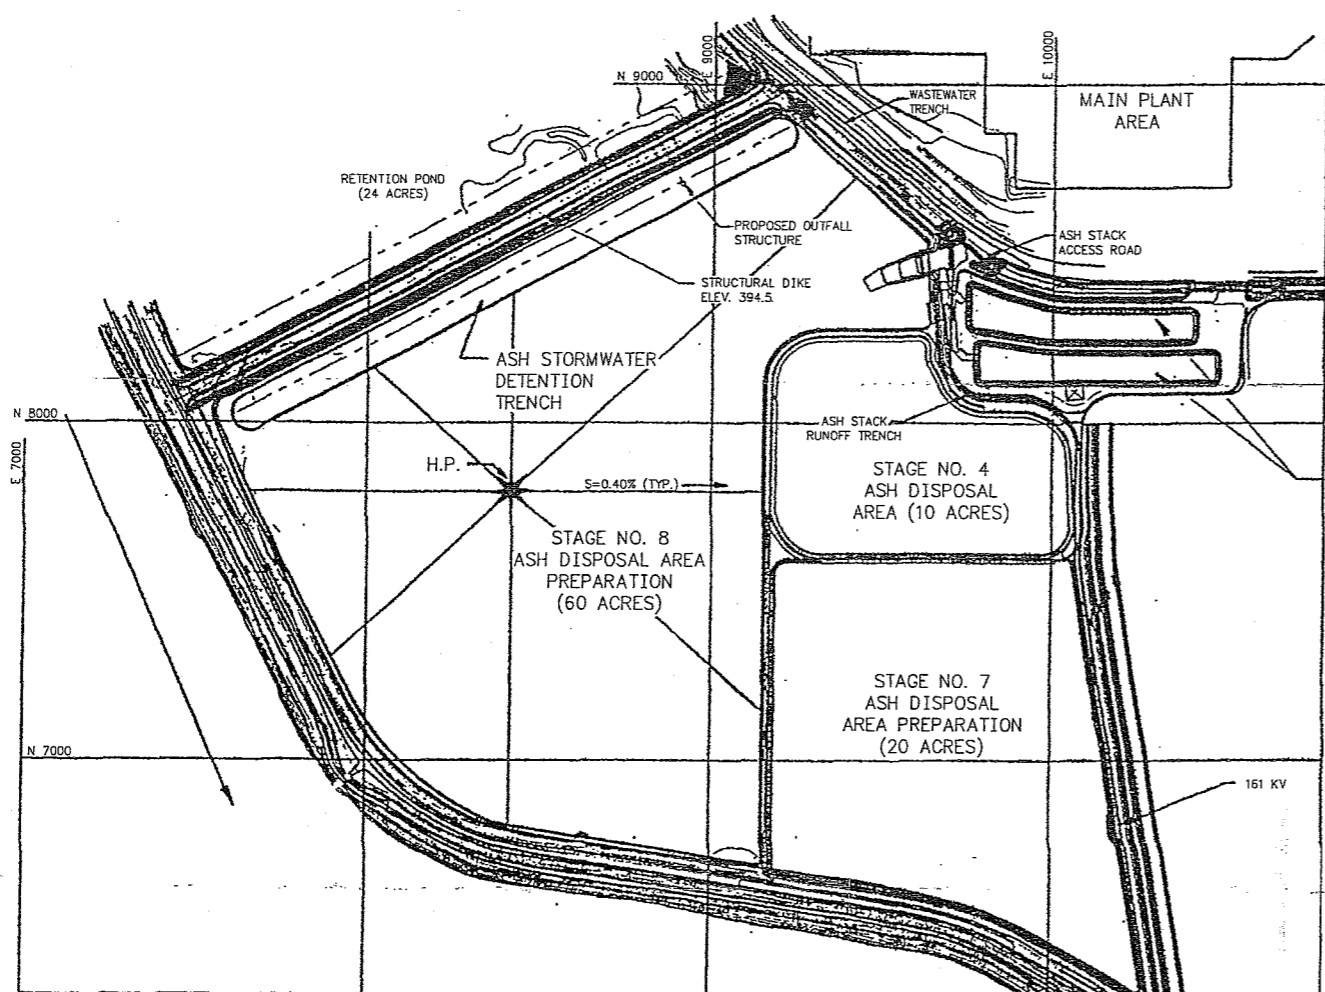 E 9000
E 10000
N 9000
WASTEWATER
TRENCH
MAIN PLANT
AREA
RETENTION POND
(24 ACRES)
PROPOSED OUTFALL
STRUCTURE
ASH STACK
ACCESS ROAD
STRUCTURAL DIKE
ELEV. 394.5
ASH STORMWATER
DETENTION
TRENCH
N 8000
E 7000
ASH STACK
RUNOFF TRENCH
H.P.
S=0.40% (TYP.)
STAGE NO. 4
ASH DISPOSAL
AREA (10 ACRES)
STAGE NO. 8
ASH DISPOSAL AREA
PREPARATION
(60 ACRES)
STAGE NO. 7
ASH DISPOSAL
AREA PREPARATION
(20 ACRES)
N 7000
161 KV